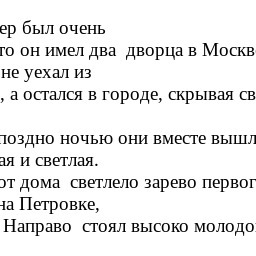 ер был очень
то он имел два  дворца в Москв
не уехал из
, а остался в городе, скрывая св
поздно ночью они вместе вышл
ая и светлая.
от дома  светлело зарево первог
на Петровке,
Направо  стоял высоко молодо